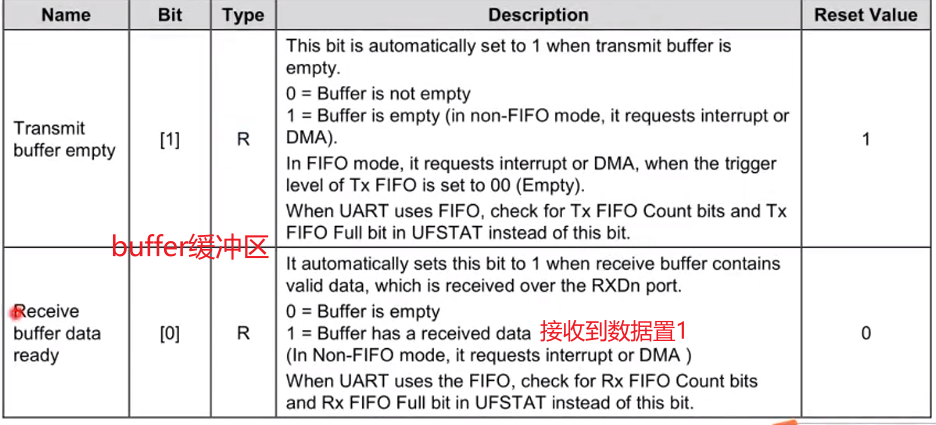 Name Bit Type Description Reset Value
Transmit
buffer empty
[1]
R
This bit is automatically set to 1 when transmit buffer is
empty.
0 = Buffer is not empty
1 = Buffer is empty (in non-FIFO mode, it requests interrupt or
DMA).
In FIFO mode, it requests interrupt or DMA, when the trigger
level of Tx FIFO is set to 00 (Empty).
When UART uses FIFO, check for Tx FIFO Count bits and Tx
FIFO Full bit in UFSTAT instead of this bit.
1
buffer缓冲区
Receive
buffer data
ready
[0]
R
It automatically sets this bit to 1 when receive buffer contains
valid data, which is received over the RXDn port.
0 = Buffer is empty
1 = Buffer has a received data 接收到数据置1
(In Non-FIFO mode, it requests interrupt or DMA )
When UART uses the FIFO, check for Rx FIFO Count bits
and Rx FIFO Full bit in UFSTAT instead of this bit.
0